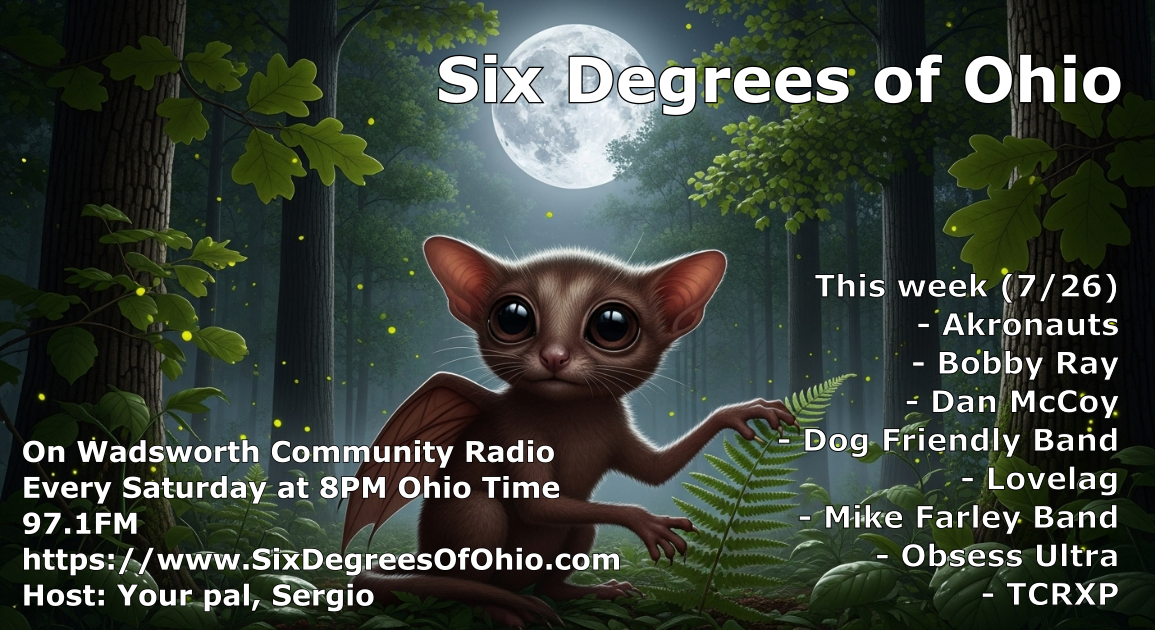 Six Degrees of Ohio
This week (7/26)
- Akronauts
- Bobby Ray
- Dan McCoy
- Dog Friendly Band
- Lovelag
- Mike Farley Band
- Obsess Ultra
- TCRXP
On Wadsworth Community Radio
Every Saturday at 8PM Ohio Time
97.1FM
https://www.SixDegreesOfOhio.com
Host: Your pal, Sergio